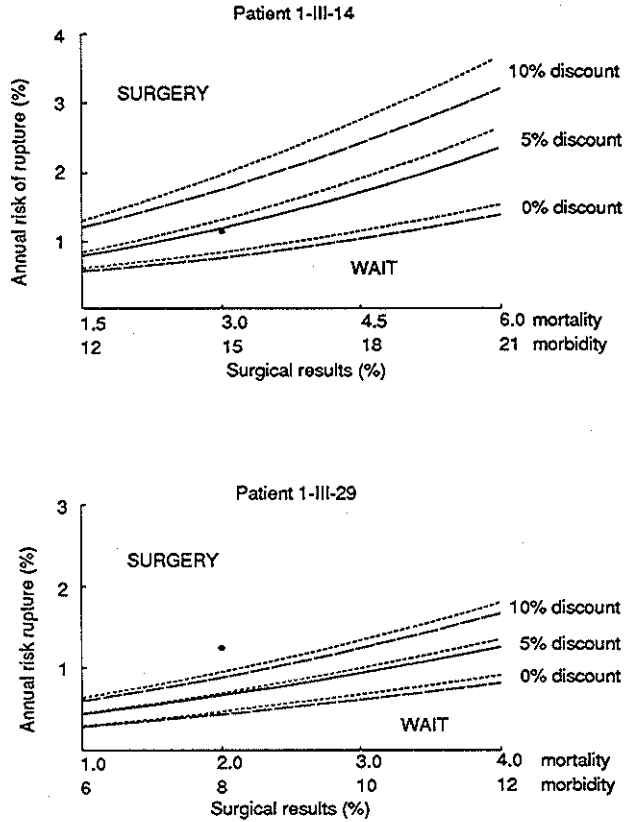 Patient 1-III-14
4
3
2
1
Annual risk of rupture (%)
SURGERY
10% discount
5% discount
0% discount
WAIT
1.5 3.0 4.5 6.0 mortality
12 15 18 21 morbidity
Surgical results (%)
Patient 1-III-29
3
2
1
Annual risk rupture (%)
SURGERY
10% discount
5% discount
0% discount
WAIT
1.0 2.0 3.0 4.0 mortality
6 8 10 12 morbidity
Surgical results (%)